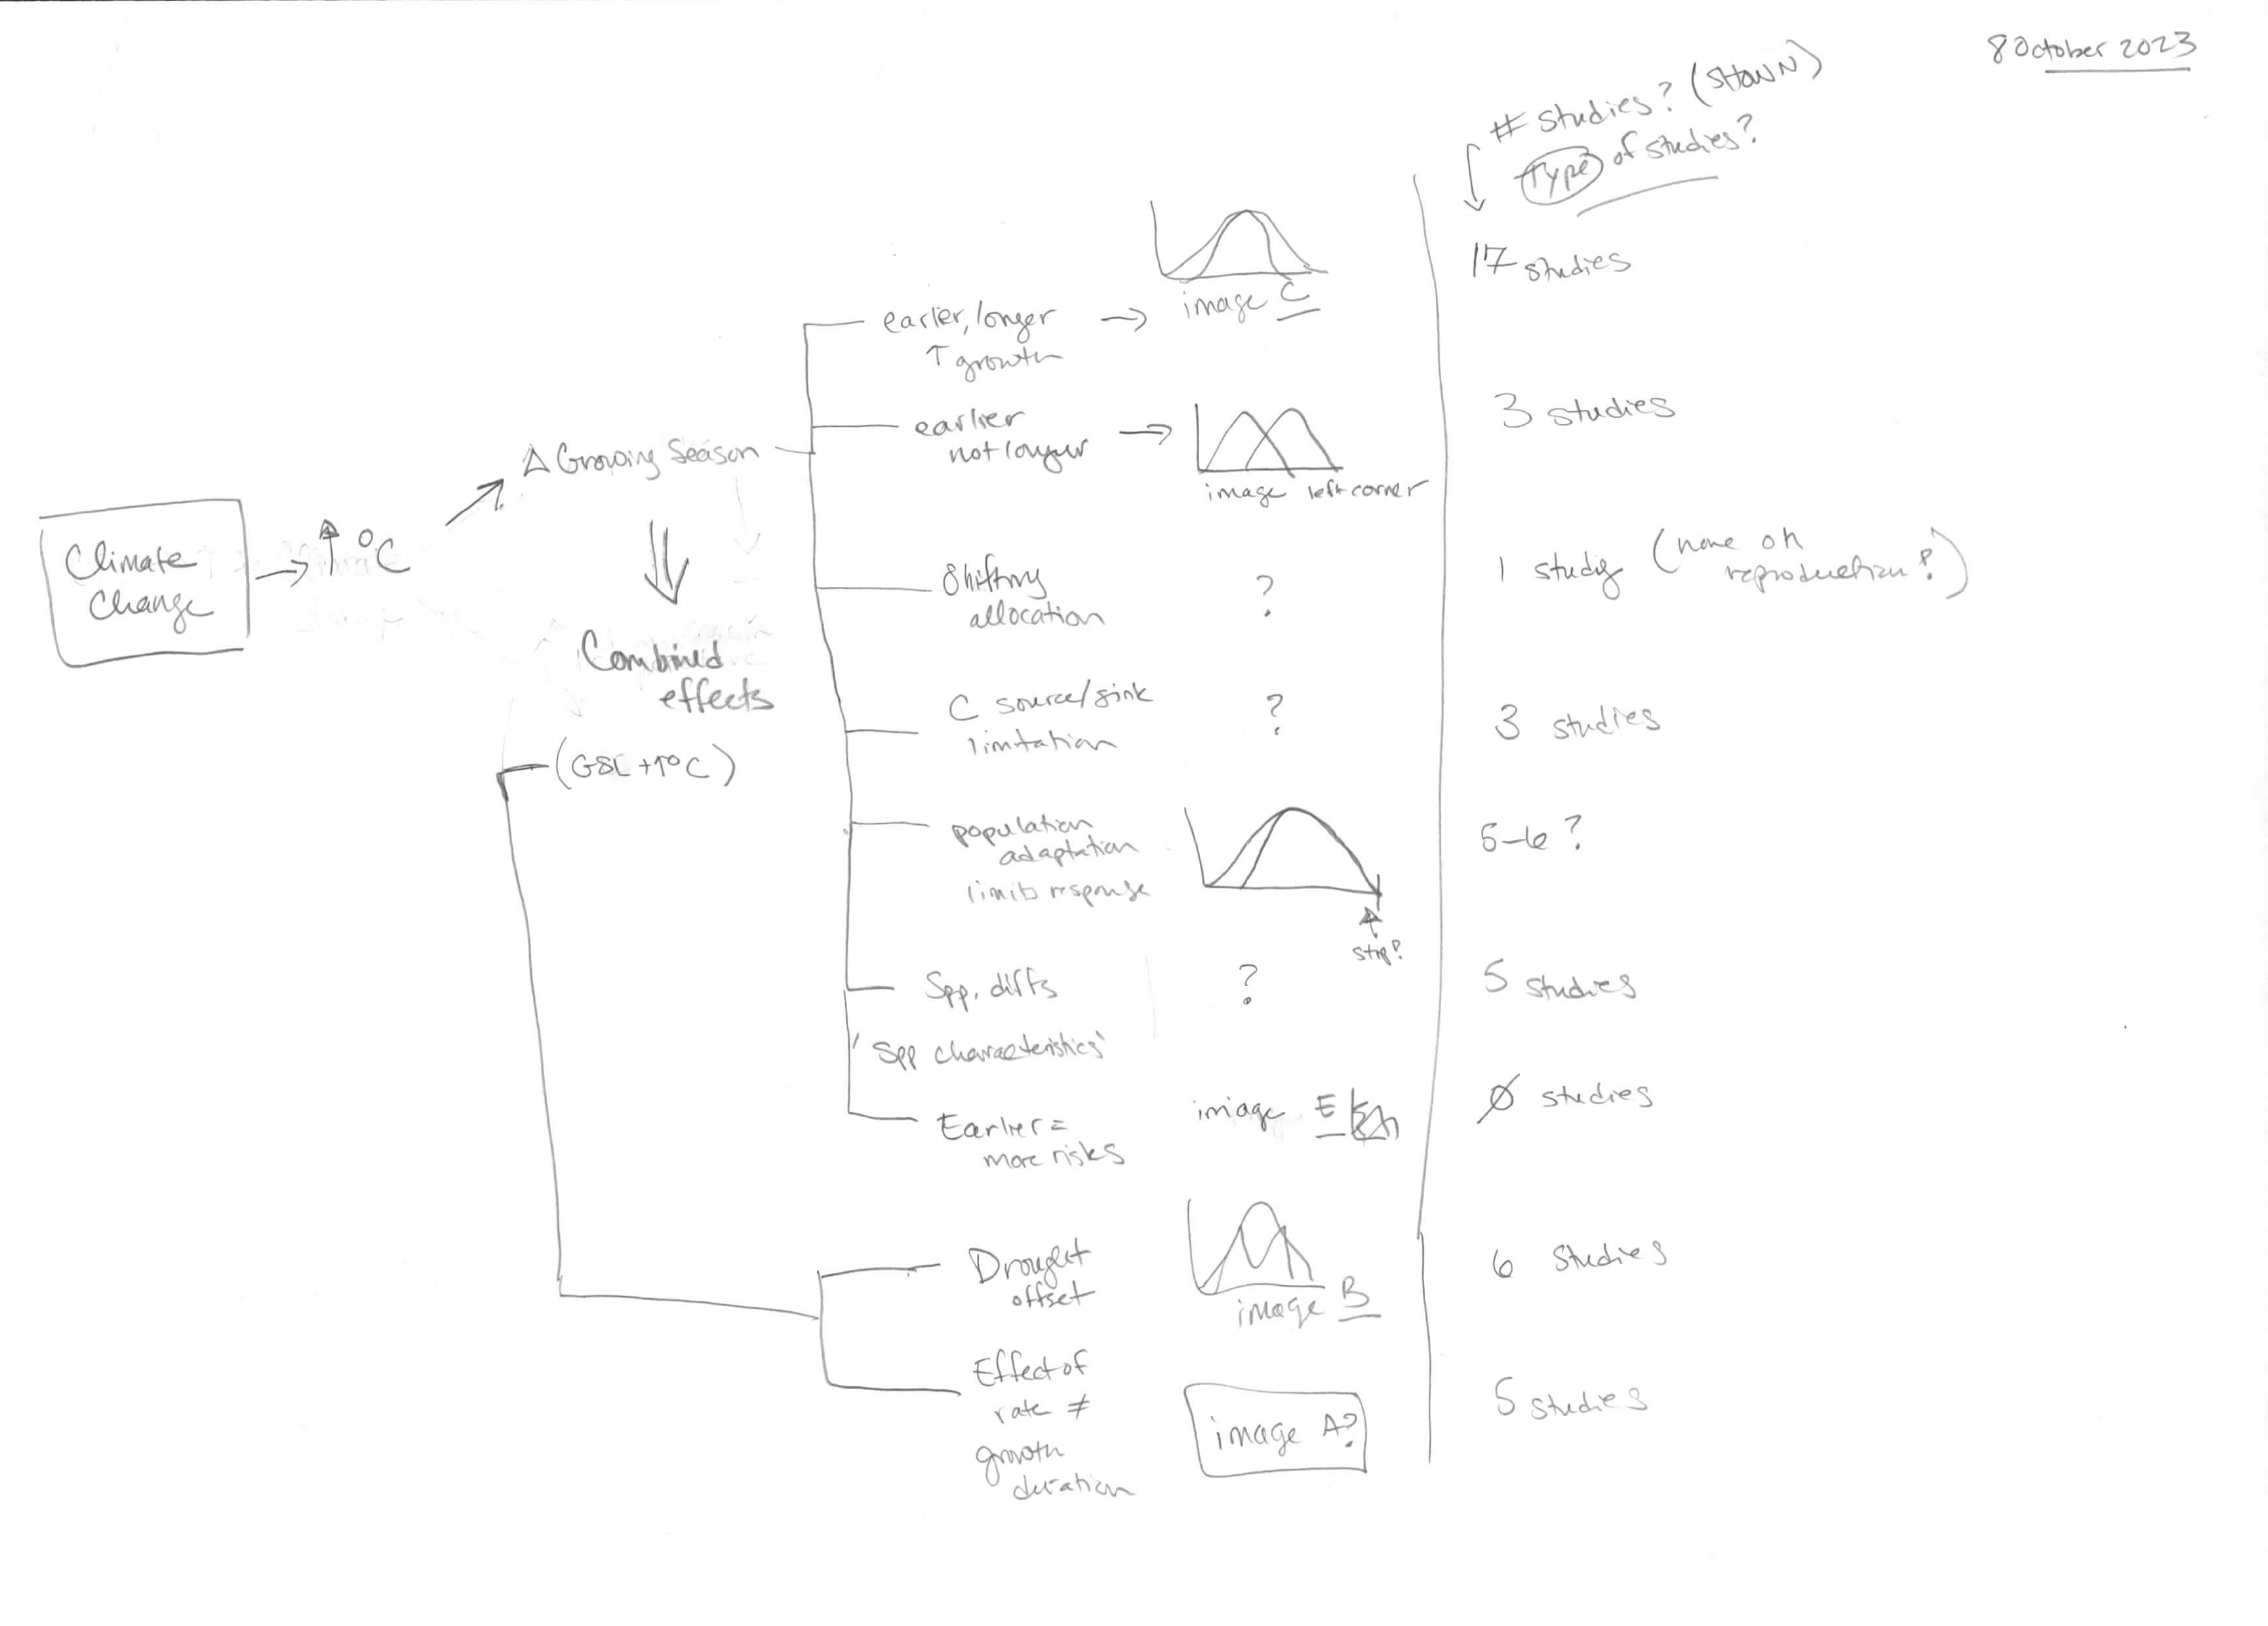 8 October 2023
# studies? (SHOWN)
Type of studies?
17 studies
image C
earlier, longer →
↑ growth
earlier →
not longer
3 studies
image left corner
Δ Growing Season
Climate
Change
→ ↑ °C
Shifting
allocation
?
1 study (none on
reproduction?)
Combined
effects
(GSL + ↑°C)
C source/sink
limitation
?
3 studies
population
adaptation
limits response
5-6?
stop?
Spp. diffs
?
5 studies
'Spp characteristics'
Earlier =
more risks
image E
Ø studies
Drought
offset
image B
6 studies
Effect of
rate ≠
growth
duration
image A?
5 studies